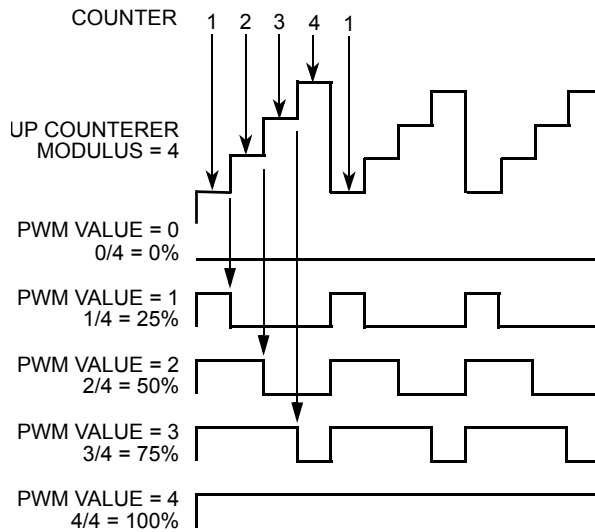 COUNTER 1 2 3 4 1
UP COUNTERER
MODULUS = 4
PWM VALUE = 0
0/4 = 0%
PWM VALUE = 1
1/4 = 25%
PWM VALUE = 2
2/4 = 50%
PWM VALUE = 3
3/4 = 75%
PWM VALUE = 4
4/4 = 100%